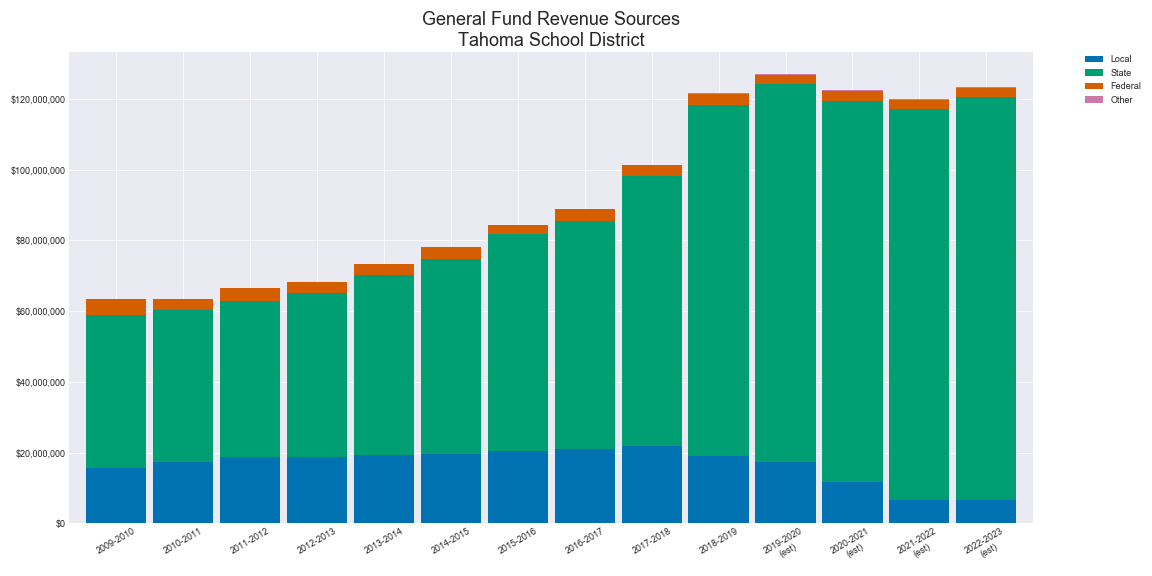 General Fund Revenue Sources
Tahoma School District
Local
State
Federal
Other
$120,000,000
$100,000,000
$80,000,000
$60,000,000
$40,000,000
$20,000,000
$0
2009-2010
2010-2011
2011-2012
2012-2013
2013-2014
2014-2015
2015-2016
2016-2017
2017-2018
2018-2019
2019-2020
(est)
2020-2021
(est)
2021-2022
(est)
2022-2023
(est)